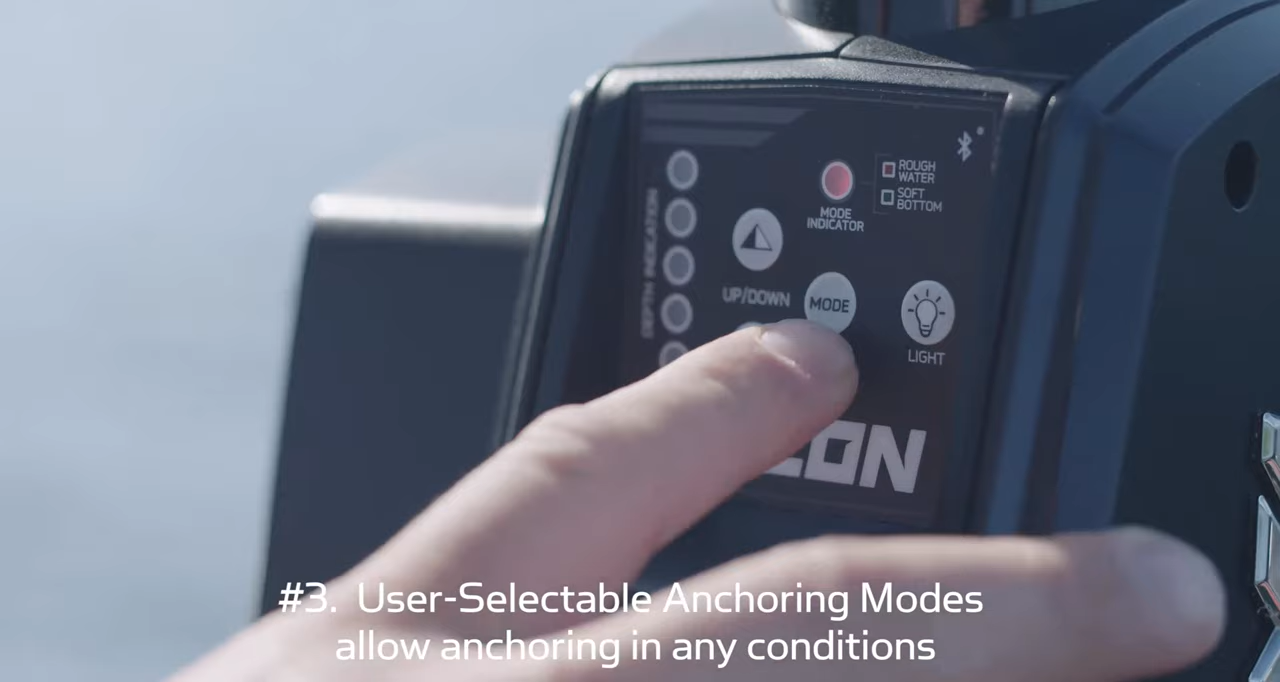 ROUGH
WATER
SOFT
BOTTOM
MODE
INDICATOR
DEPTH INDICATION
UP/DOWN
MODE
LIGHT
#3. User-Selectable Anchoring Modes
allow anchoring in any conditions